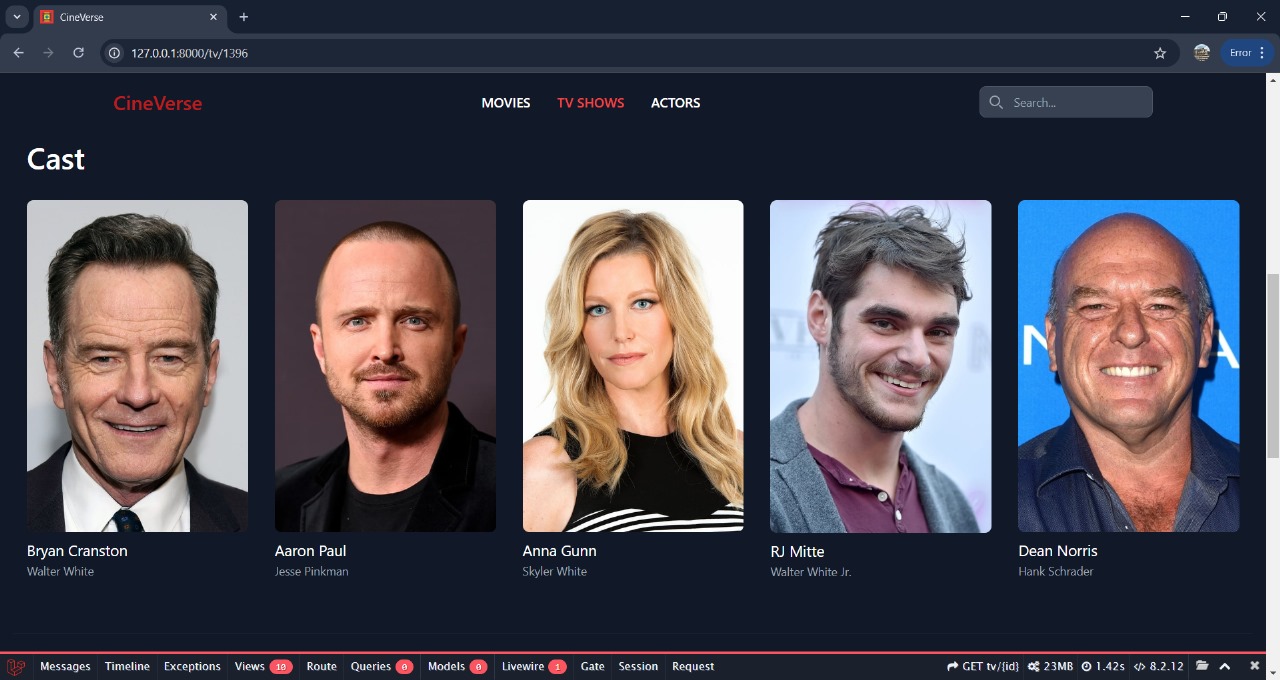 CineVerse
127.0.0.1:8000/tv/1396
Error
CineVerse MOVIES TV SHOWS ACTORS Search...
Cast
Bryan Cranston
Walter White
Aaron Paul
Jesse Pinkman
Anna Gunn
Skyler White
RJ Mitte
Walter White Jr.
Dean Norris
Hank Schrader
Messages Timeline Exceptions Views 10 Route Queries 0 Models 0 Livewire 1 Gate Session Request GET tv/{id} 23MB 1.42s 8.2.12